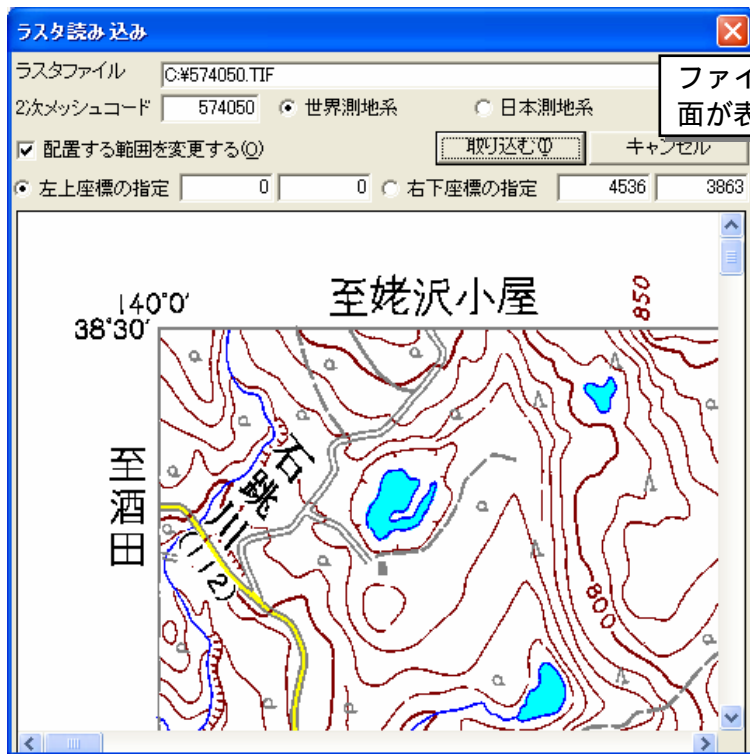 ラスタ読み込み
ラスタファイル C:¥574050.TIF
ファイ
面が表
2次メッシュコード 574050 世界測地系 日本測地系
配置する範囲を変更する(O) 取り込む(I) キャンセル
左上座標の指定 0 0 右下座標の指定 4536 3863
至姥沢小屋
850
140°0′
38°30′
至酒田
石跳川
(112)
800